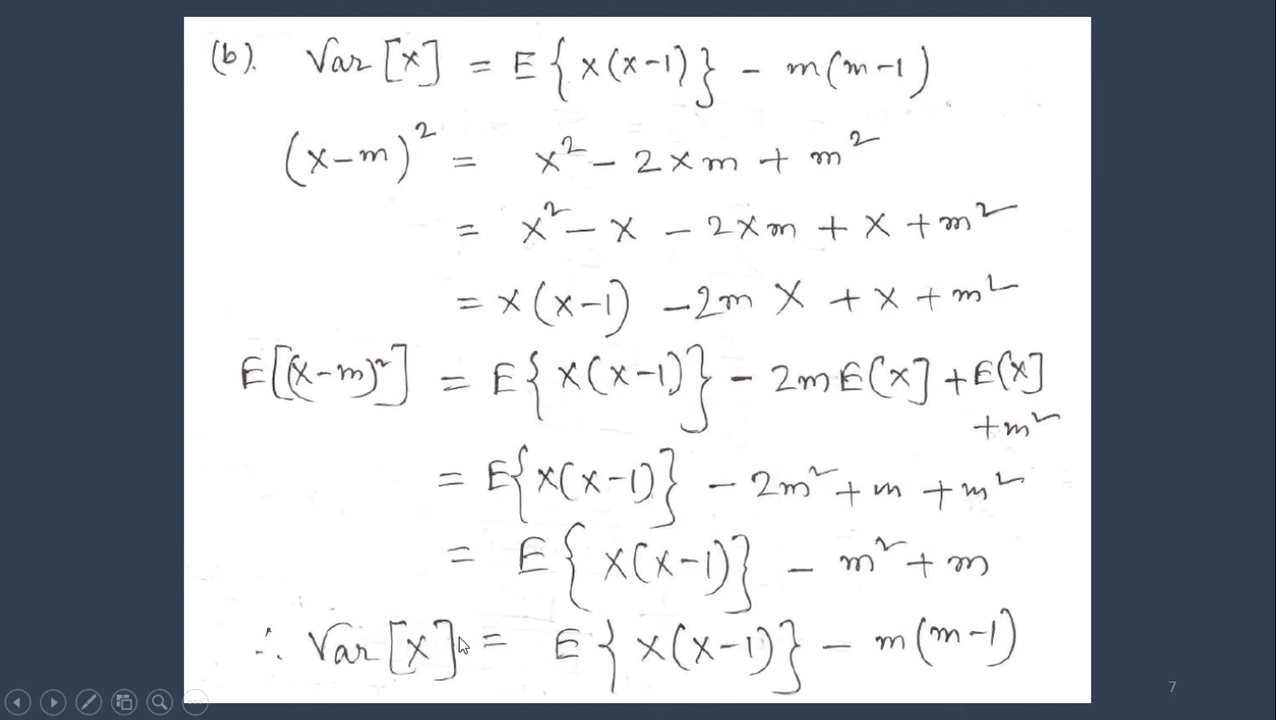 (b). Var [x] = E { x(x-1)} - m(m-1)
(x-m)² = x² - 2xm + m²
= x² - x - 2xm + x + m²
= x(x-1) - 2m x + x + m²
E[(x-m)²] = E{ x(x-1)} - 2m E(x] + E(x]
+ m²
= E{x(x-1)} - 2m² + m + m²
= E{ x(x-1)} - m² + m
∴ Var [x] = E { x(x-1)} - m(m-1)
7